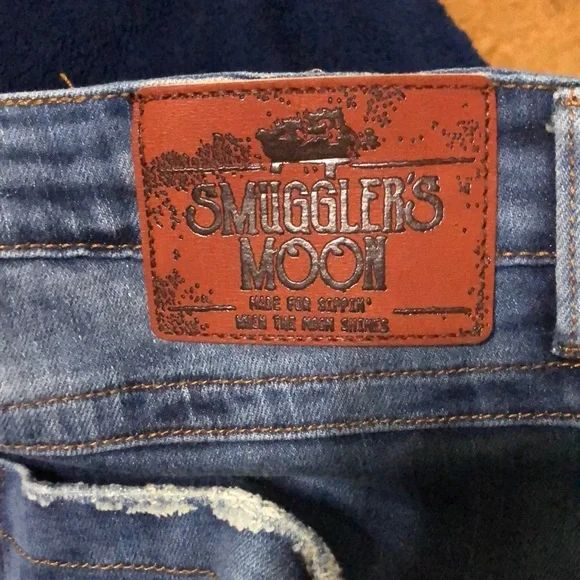 SMUGGLER'S
MOON
MADE FOR SIPPIN'
WHEN THE MOON SHINES